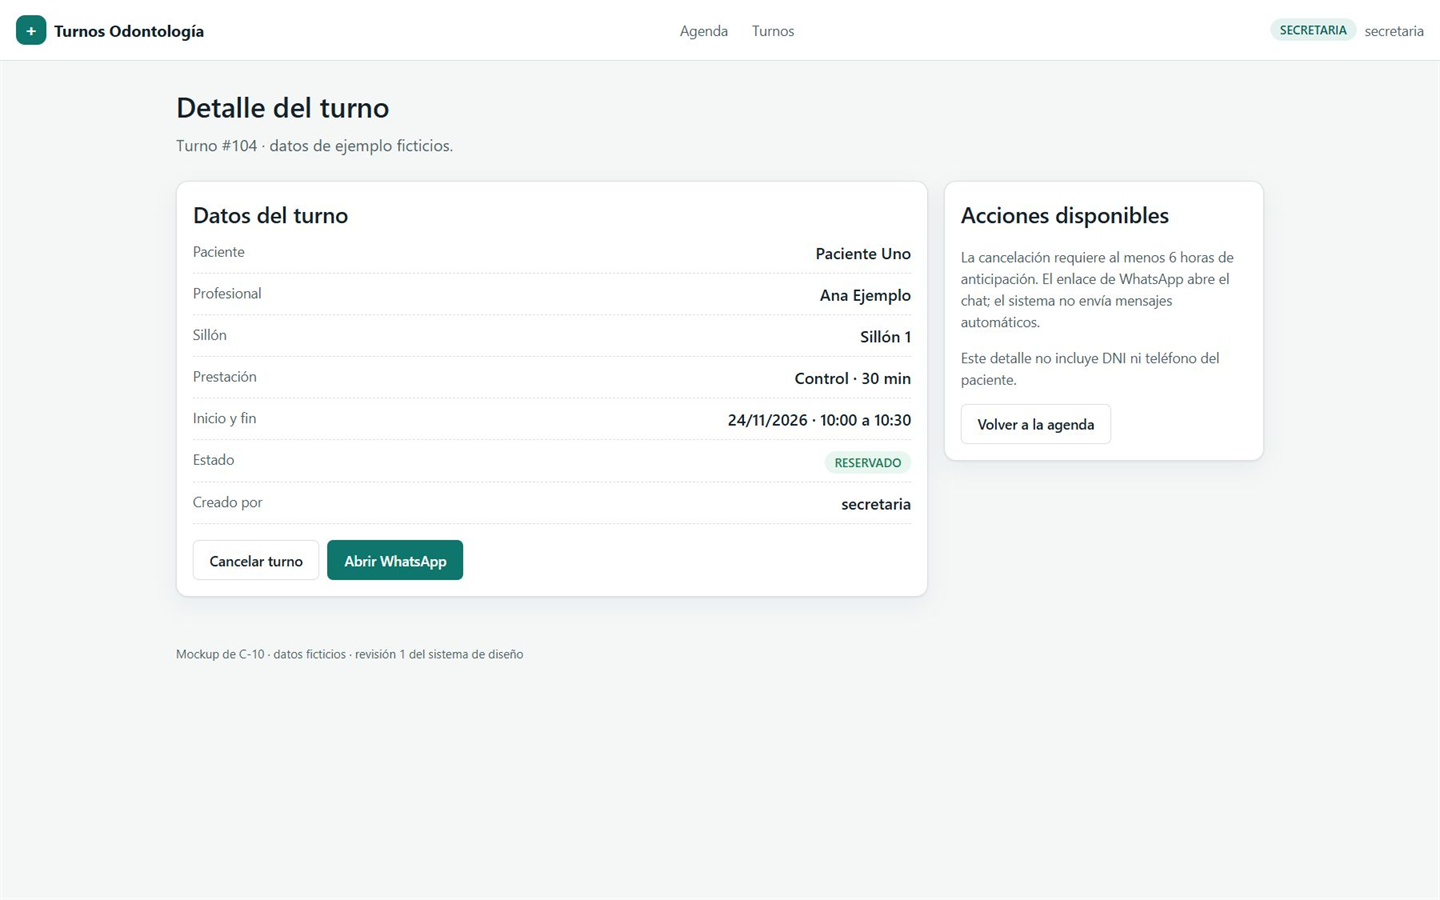 + Turnos Odontología
Agenda Turnos
SECRETARIA secretaria
Detalle del turno
Turno #104 · datos de ejemplo ficticios.
Datos del turno
Paciente Paciente Uno
Profesional Ana Ejemplo
Sillón Sillón 1
Prestación Control · 30 min
Inicio y fin 24/11/2026 · 10:00 a 10:30
Estado RESERVADO
Creado por secretaria
Cancelar turno Abrir WhatsApp
Acciones disponibles
La cancelación requiere al menos 6 horas de
anticipación. El enlace de WhatsApp abre el
chat; el sistema no envía mensajes
automáticos.
Este detalle no incluye DNI ni teléfono del
paciente.
Volver a la agenda
Mockup de C-10 · datos ficticios · revisión 1 del sistema de diseño